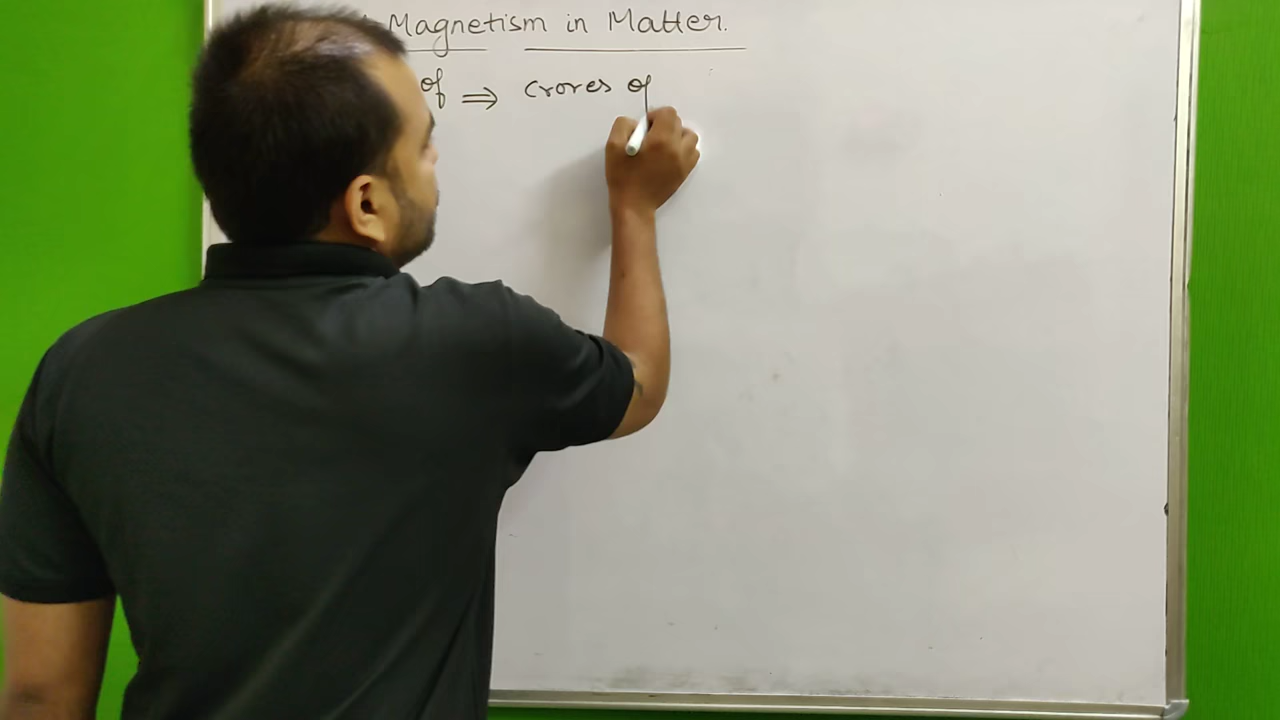 Magnetism in Matter.
of ⇒ crores of